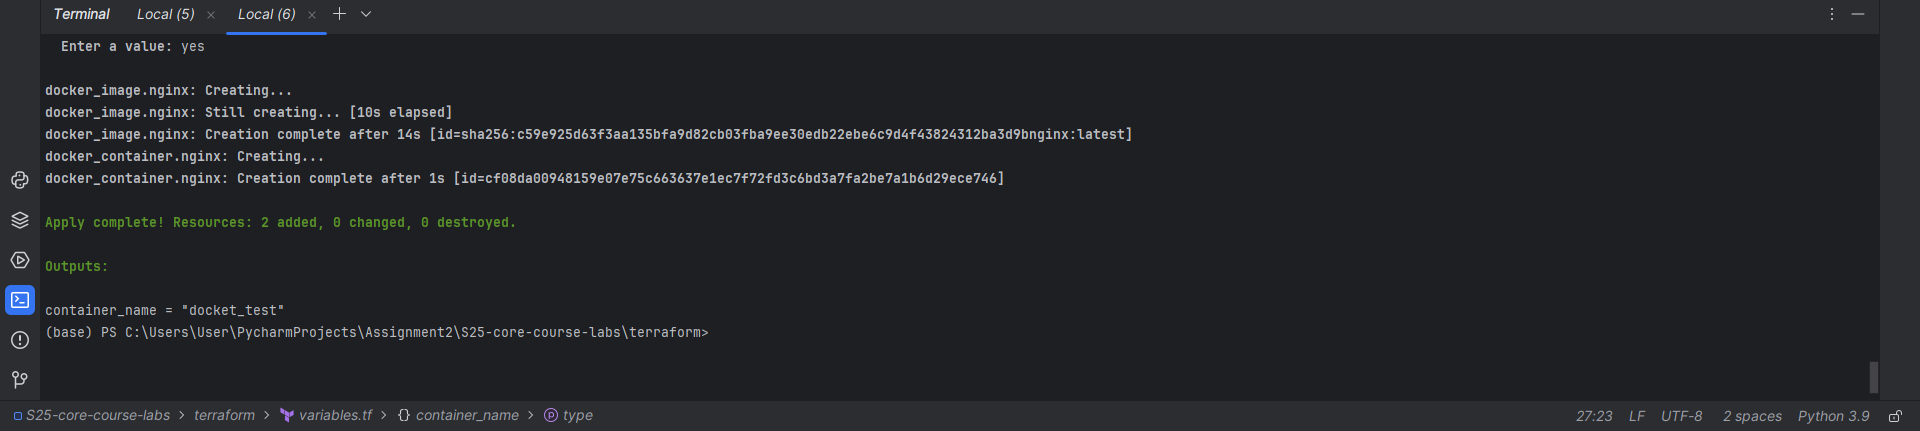 Terminal Local (5) × Local (6) ×
Enter a value: yes
docker_image.nginx: Creating...
docker_image.nginx: Still creating... [10s elapsed]
docker_image.nginx: Creation complete after 14s [id=sha256:c59e925d63f3aa135bfa9d82cb03fba9ee30edb22ebe6c9d4f43824312ba3d9bnginx:latest]
docker_container.nginx: Creating...
docker_container.nginx: Creation complete after 1s [id=cf08da00948159e07e75c663637e1ec7f72fd3c6bd3a7fa2be7a1b6d29ece746]
Apply complete! Resources: 2 added, 0 changed, 0 destroyed.
Outputs:
container_name = "docket_test"
(base) PS C:\Users\User\PycharmProjects\Assignment2\S25-core-course-labs\terraform>
S25-core-course-labs > terraform > variables.tf > {} container_name > p type 27:23 LF UTF-8 2 spaces Python 3.9